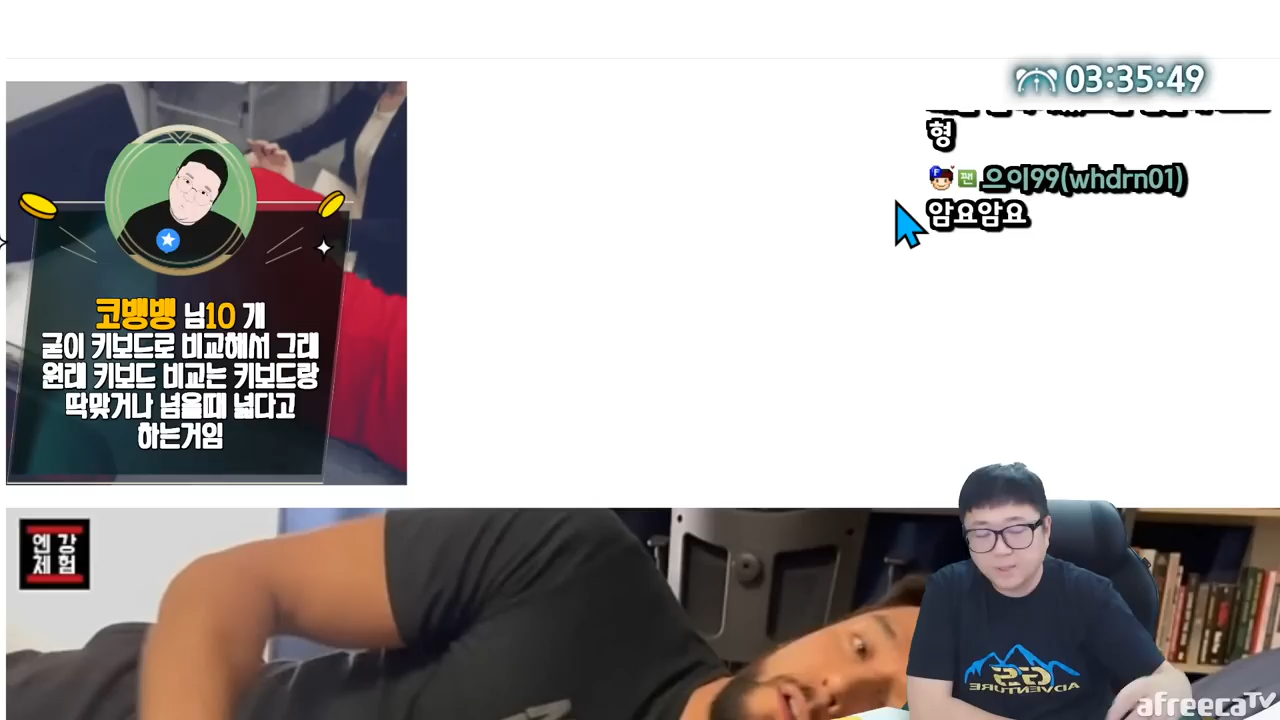 03:35:49
형
으이99(whdrn01)
암요암요
코뱅뱅 님10 개
굳이 키보드로 비교해서 그래
원래 키보드 비교는 키보드랑
딱맞거나 넘을때 넓다고
하는거임
엔강
제험
GS
ADVENTURE
afreecaTV